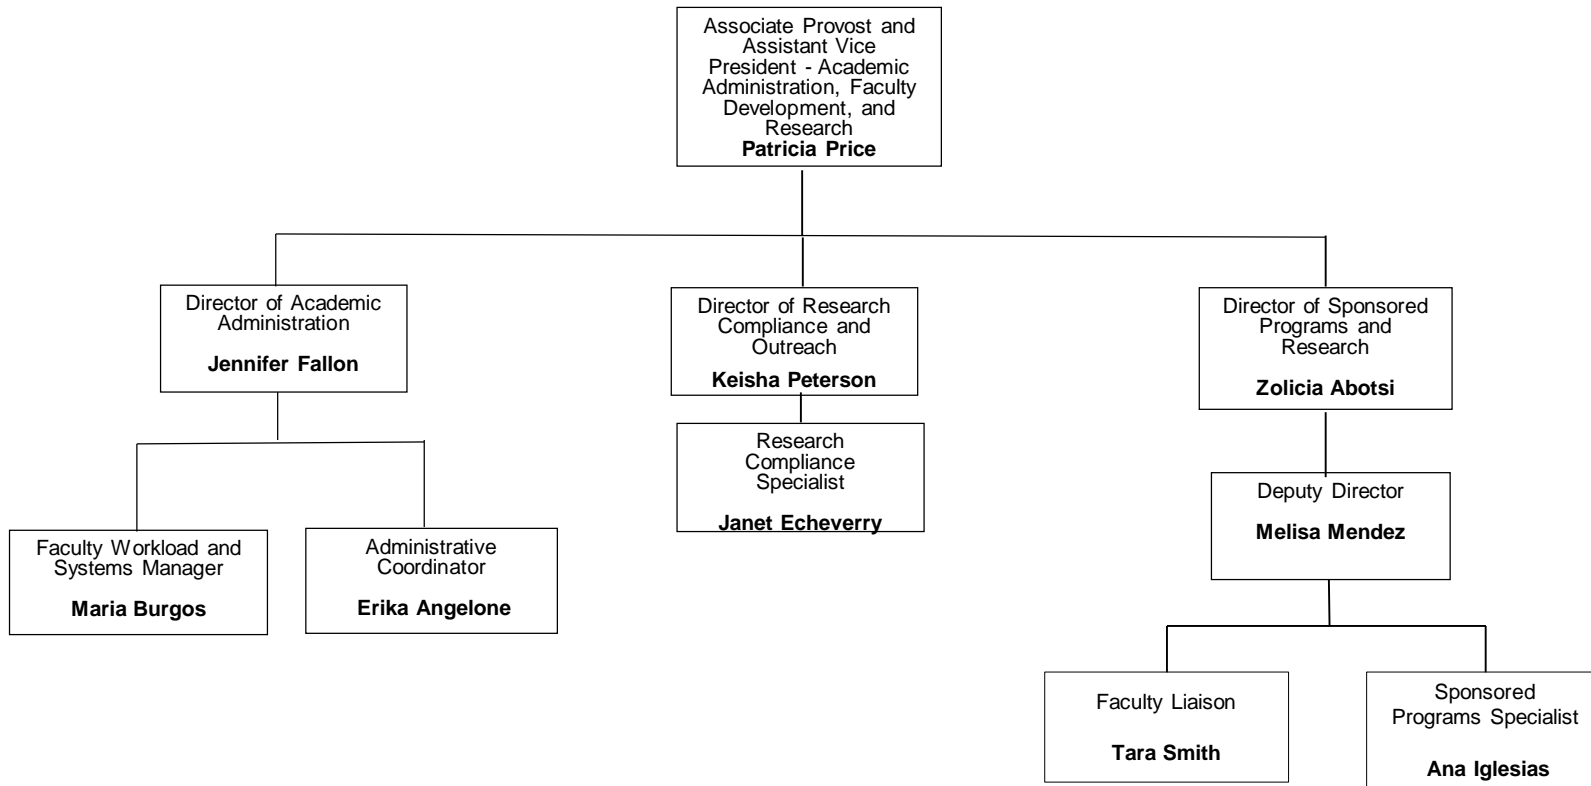 Associate Provost and
Assistant Vice
President - Academic
Administration, Faculty
Development, and
Research
Patricia Price
Director of Academic
Administration
Jennifer Fallon
Director of Research
Compliance and
Outreach
Keisha Peterson
Director of Sponsored
Programs and
Research
Zolicia Abotsi
Research
Compliance
Specialist
Janet Echeverry
Deputy Director
Melisa Mendez
Faculty Workload and
Systems Manager
Maria Burgos
Administrative
Coordinator
Erika Angelone
Faculty Liaison
Tara Smith
Sponsored
Programs Specialist
Ana Iglesias